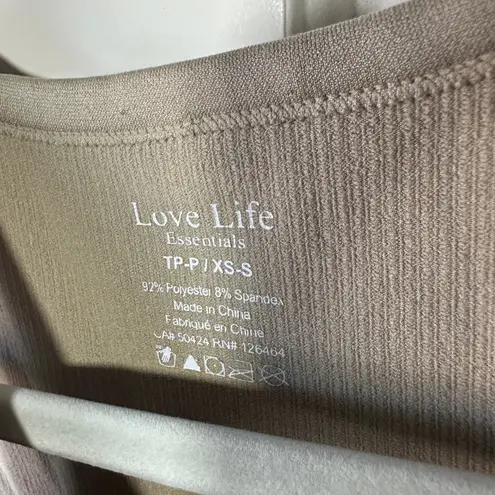 Love Life
Essentials
TP-P / XS-S
92% Polyester 8% Spandex
Made in China
Fabriqué en Chine
CA# 50424 RN# 126464